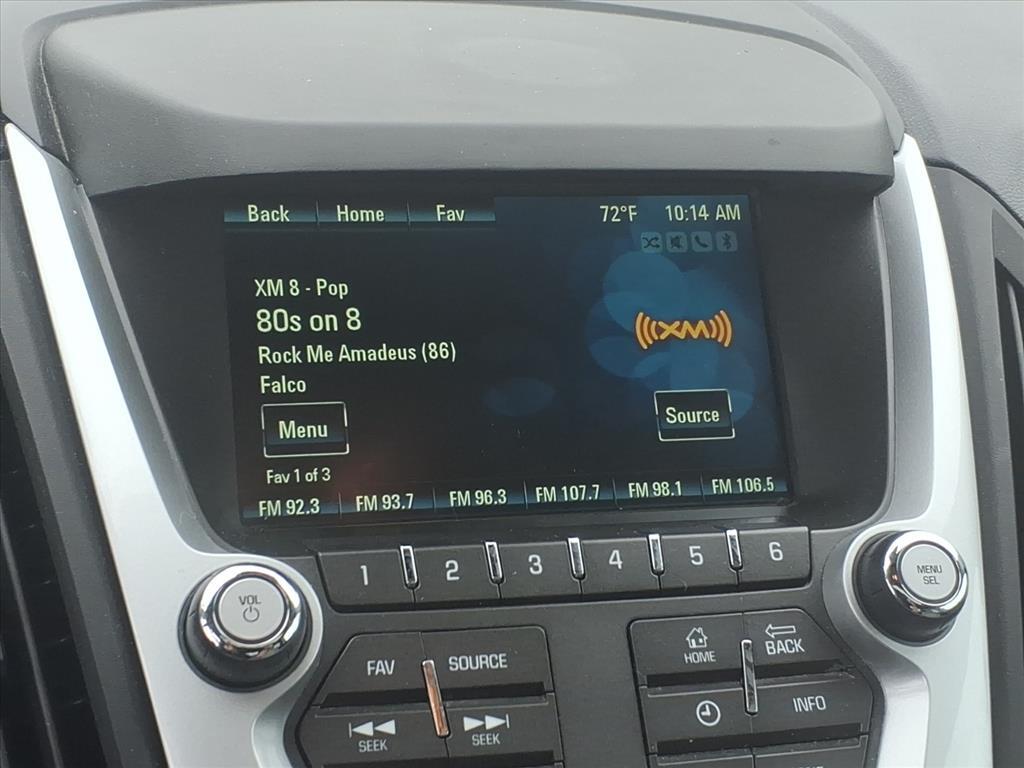 Back Home Fav 72°F 10:14 AM
XM 8 - Pop
80s on 8
((XM))
Rock Me Amadeus (86)
Falco
Menu
Source
Fav 1 of 3
FM 92.3 FM 93.7 FM 96.3 FM 107.7 FM 98.1 FM 106.5
1 2 3 4 5 6
VOL
MENU
SEL
FAV SOURCE
HOME
BACK
SEEK
SEEK
INFO